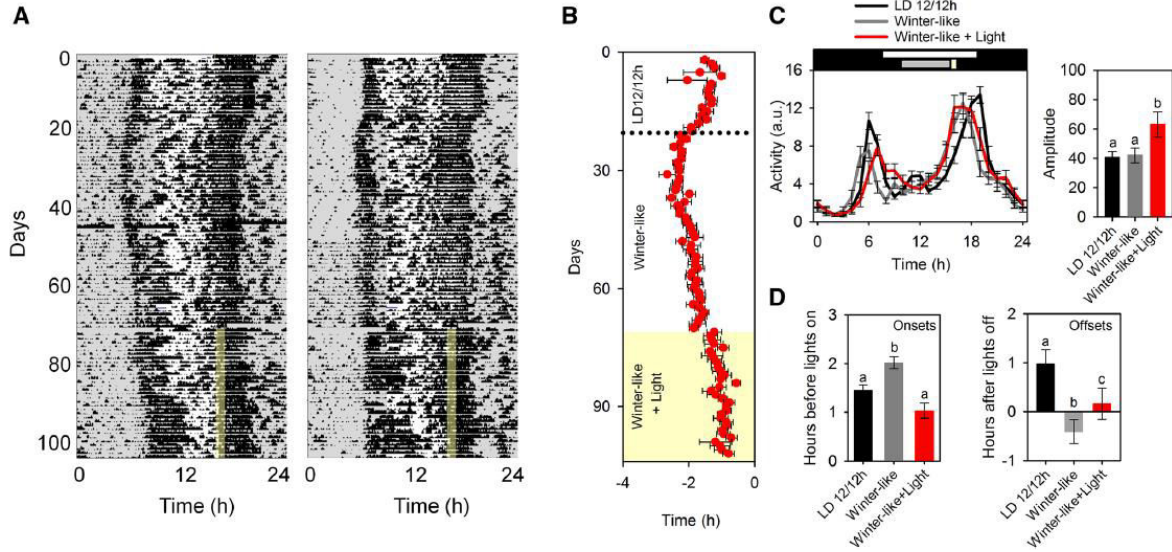 A
0
20
40
60
80
100
Days
12
24
12
24
Time (h)
Time (h)
B
0
30
60
90
Days
LD12/12h
Winter-like
Winter-like
+ Light
-4
-2
0
Time (h)
C
LD 12/12h
Winter-like
Winter-like + Light
16
12
8
4
0
Activity (a.u.)
0
6
12
18
24
Time (h)
100
80
60
40
20
0
Amplitude
a
a
b
LD 12/12h
Winter-like
Winter-like+Light
D
Onsets
3
2
1
0
Hours before lights on
a
b
a
LD 12/12h
Winter-like
Winter-like+Light
Offsets
2
1
0
-1
Hours after lights off
a
b
c
LD 12/12h
Winter-like
Winter-like+Light